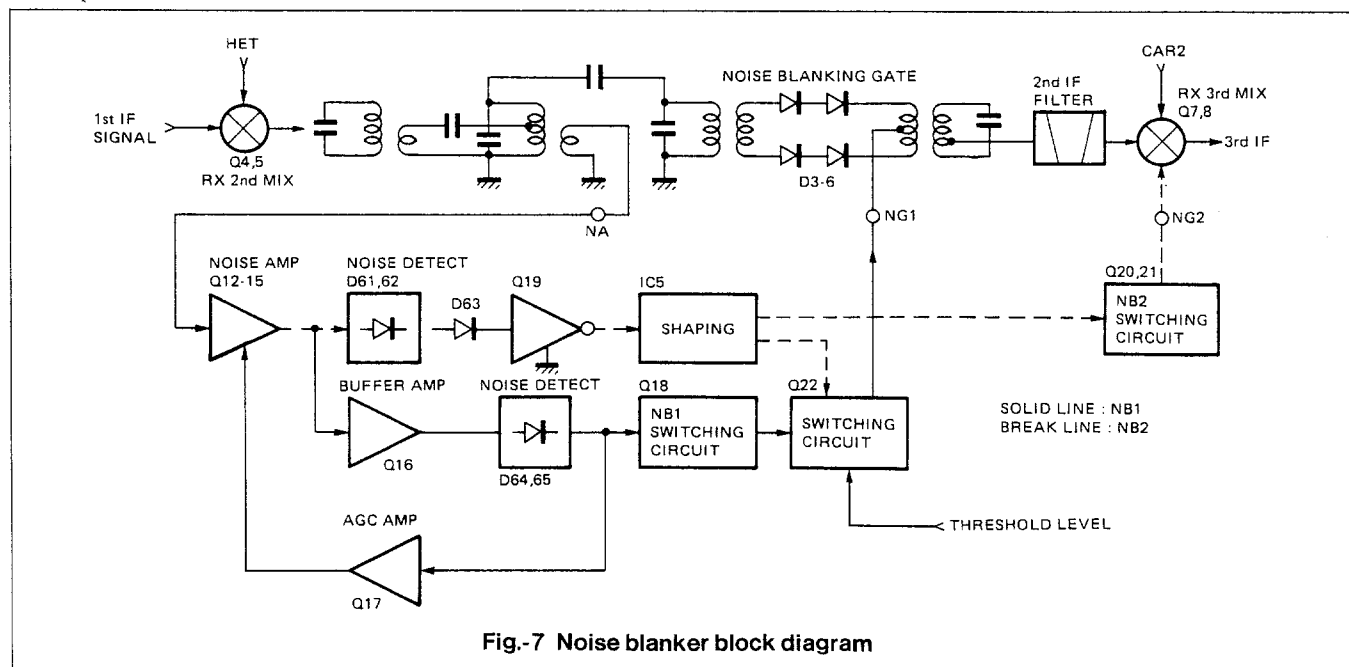 HET
1st IF
SIGNAL
Q4,5
RX 2nd MIX
NOISE BLANKING GATE
D3-6
2nd IF
FILTER
CAR2
RX 3rd MIX
Q7,8
3rd IF
NA
NG1
NG2
NOISE AMP
Q12-15
NOISE DETECT
D61,62
D63
Q19
IC5
SHAPING
Q20,21
NB2
SWITCHING
CIRCUIT
BUFFER AMP
Q16
NOISE DETECT
D64,65
Q18
NB1
SWITCHING
CIRCUIT
Q22
SWITCHING
CIRCUIT
SOLID LINE : NB1
BREAK LINE : NB2
THRESHOLD LEVEL
AGC AMP
Q17
Fig.-7 Noise blanker block diagram